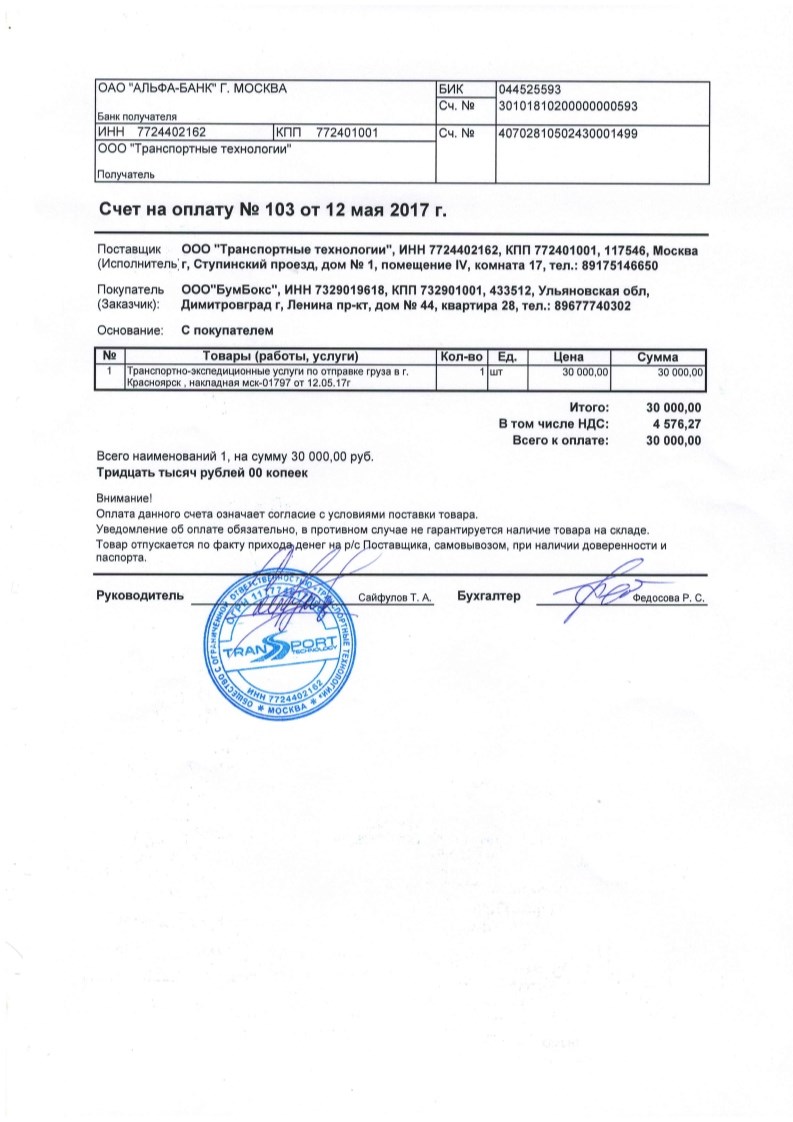 ОАО "АЛЬФА-БАНК" Г. МОСКВА БИК 044525593
Сч. № 30101810200000000593
Банк получателя
ИНН 7724402162 КПП 772401001 Сч. № 40702810502430001499
ООО "Транспортные технологии"
Получатель
Счет на оплату № 103 от 12 мая 2017 г.
Поставщик ООО "Транспортные технологии", ИНН 7724402162, КПП 772401001, 117546, Москва
(Исполнитель): г, Ступинский проезд, дом № 1, помещение IV, комната 17, тел.: 89175146650
Покупатель ООО"БумБокс", ИНН 7329019618, КПП 732901001, 433512, Ульяновская обл,
(Заказчик): Димитровград г, Ленина пр-кт, дом № 44, квартира 28, тел.: 89677740302
Основание: С покупателем
№ Товары (работы, услуги) Кол-во Ед. Цена Сумма
1 Транспортно-экспедиционные услуги по отправке груза в г. 1 шт 30 000,00 30 000,00
Красноярск , накладная мск-01797 от 12.05.17г
Итого: 30 000,00
В том числе НДС: 4 576,27
Всего к оплате: 30 000,00
Всего наименований 1, на сумму 30 000,00 руб.
Тридцать тысяч рублей 00 копеек
Внимание!
Оплата данного счета означает согласие с условиями поставки товара.
Уведомление об оплате обязательно, в противном случае не гарантируется наличие товара на складе.
Товар отпускается по факту прихода денег на р/с Поставщика, самовывозом, при наличии доверенности и
паспорта.
Руководитель Сайфулов Т. А. Бухгалтер Федосова Р. С.
ОБЩЕСТВО С ОГРАНИЧЕННОЙ ОТВЕТСТВЕННОСТЬЮ
ТЕХНОЛОГИИ
ОГРН
TRANSPORT
TECHNOLOGY
ИНН 7724402162
МОСКВА